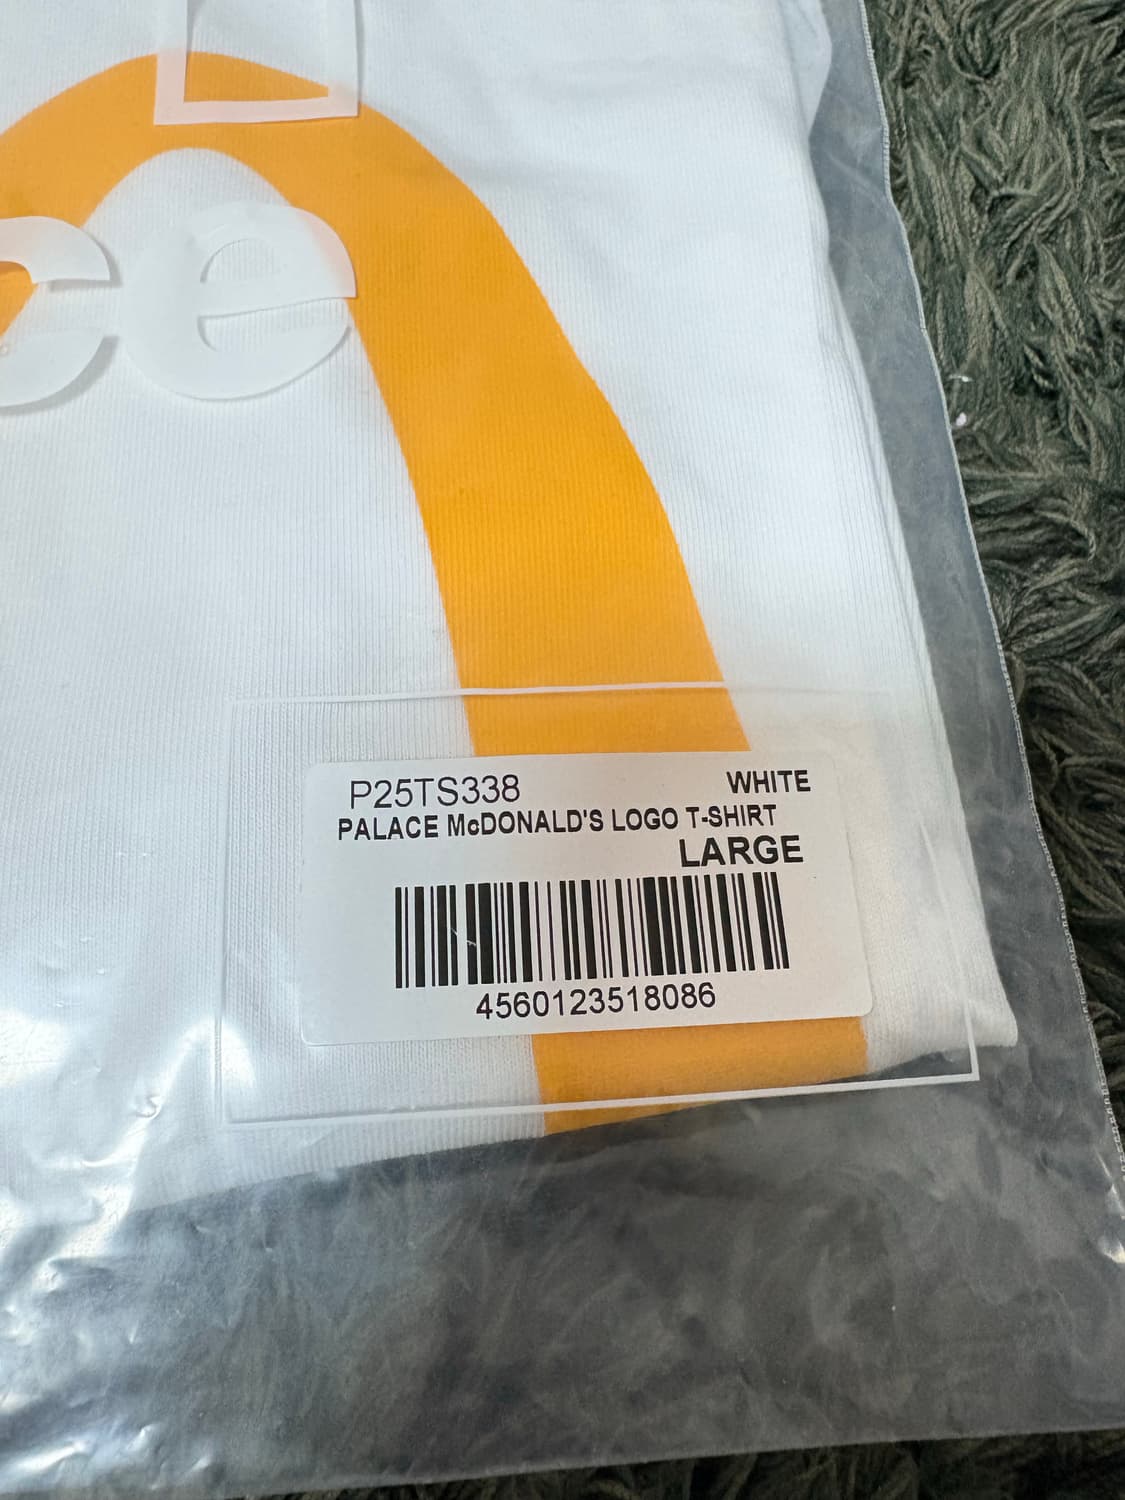 ce
P25TS338 WHITE
PALACE McDONALD'S LOGO T-SHIRT
LARGE
4560123518086